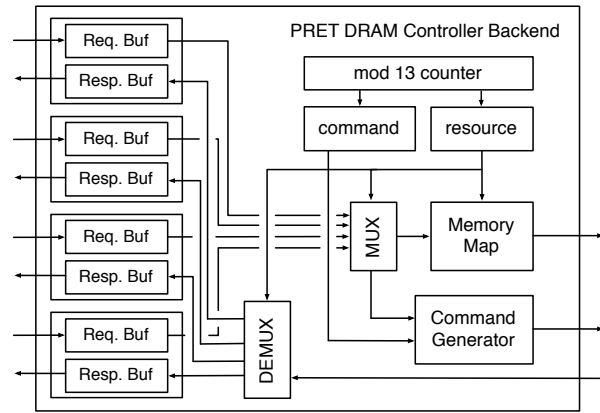 PRET DRAM Controller Backend
Req. Buf
Resp. Buf
Req. Buf
Resp. Buf
Req. Buf
Resp. Buf
Req. Buf
Resp. Buf
mod 13 counter
command
resource
MUX
Memory
Map
DEMUX
Command
Generator